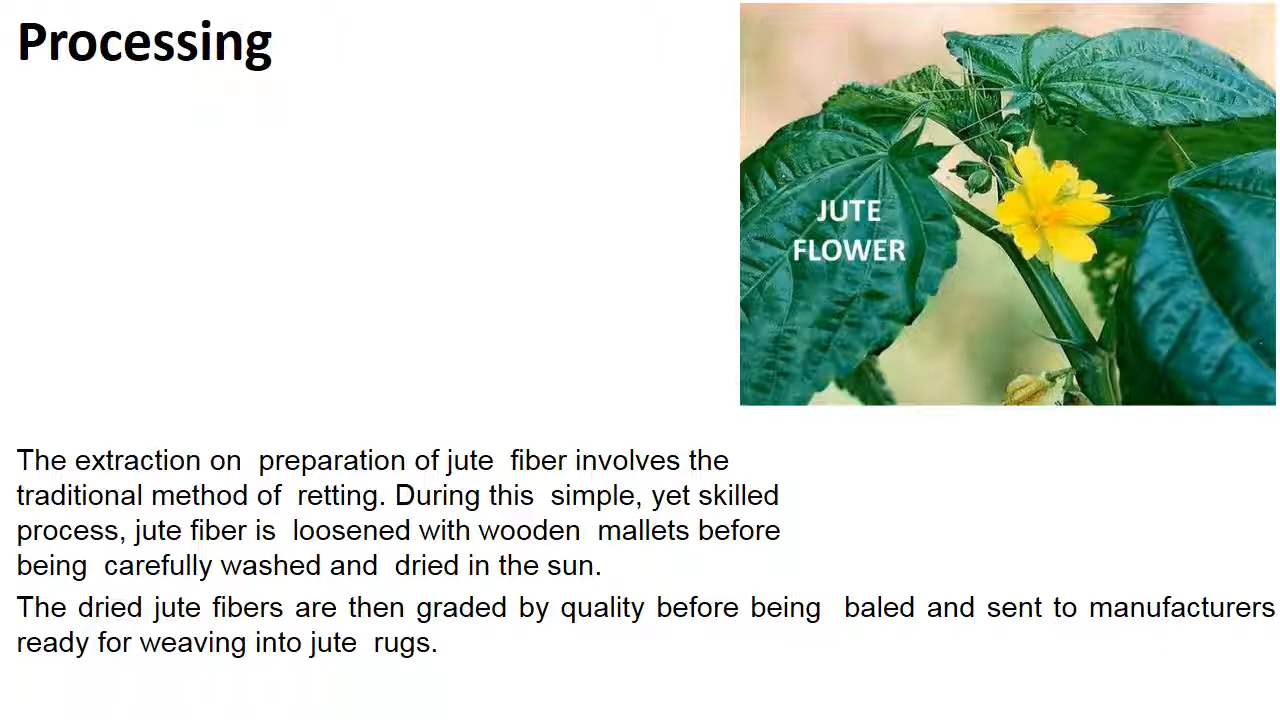 Processing
JUTE
FLOWER
The extraction on preparation of jute fiber involves the
traditional method of retting. During this simple, yet skilled
process, jute fiber is loosened with wooden mallets before
being carefully washed and dried in the sun.
The dried jute fibers are then graded by quality before being baled and sent to manufacturers
ready for weaving into jute rugs.